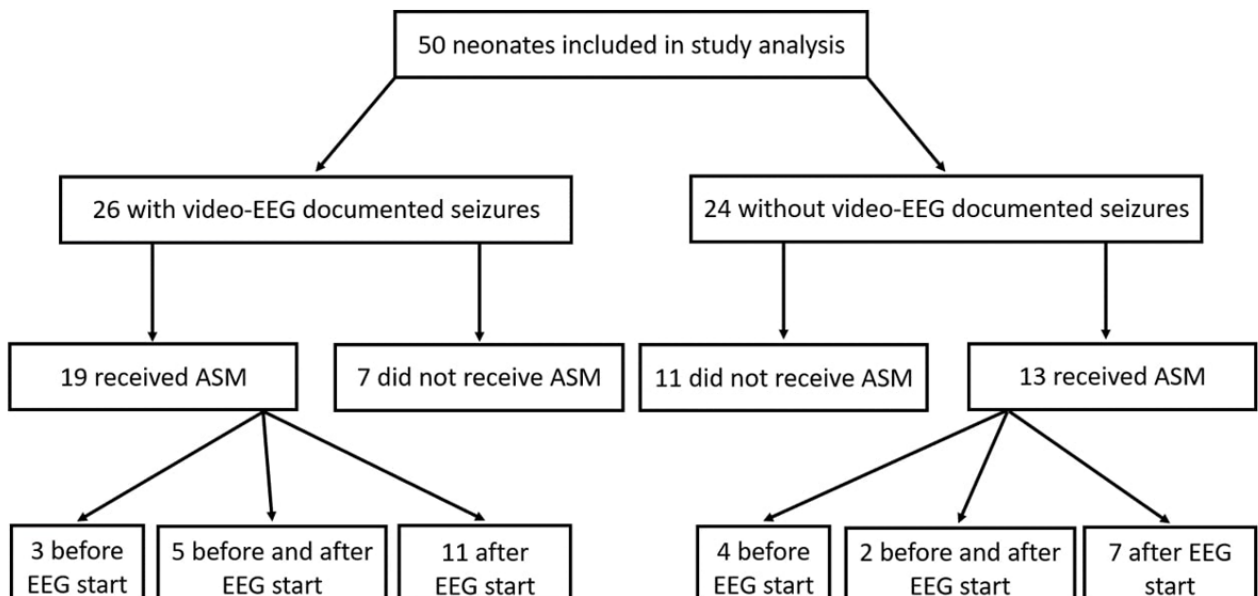 50 neonates included in study analysis
26 with video-EEG documented seizures
24 without video-EEG documented seizures
19 received ASM
7 did not receive ASM
11 did not receive ASM
13 received ASM
3 before
EEG start
5 before and after
EEG start
11 after
EEG start
4 before
EEG start
2 before and after
EEG start
7 after EEG
start